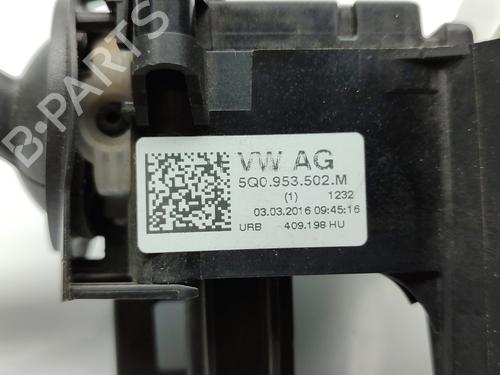 B-PARTS
VW AG
5Q0.953.502.M
(1) 1232
03.03.2016 09:45:16
URB 409.198 HU